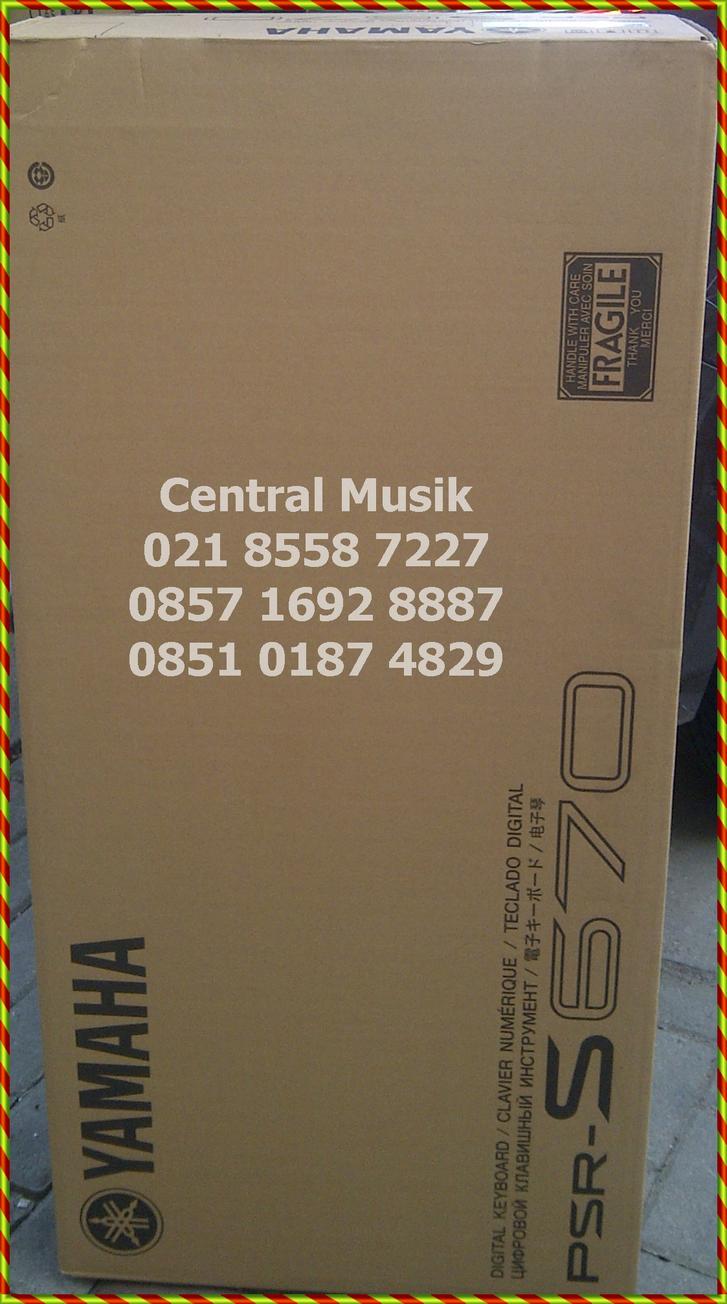 YAMAHA
紙
HANDLE WITH CARE
MANIPULER AVEC SOIN
FRAGILE
THANK YOU
MERCI
Central Musik
021 8558 7227
0857 1692 8887
0851 0187 4829
YAMAHA
DIGITAL KEYBOARD / CLAVIER NUMÉRIQUE / TECLADO DIGITAL
ЦИФРОВОЙ КЛАВИШНЫЙ ИНСТРУМЕНТ / 電子キーボード / 电子琴
PSR-S670